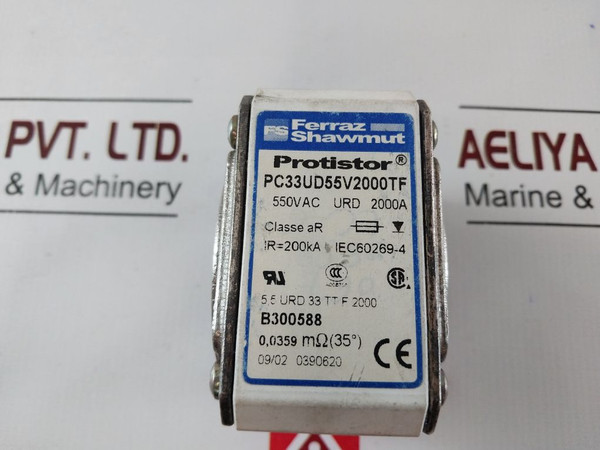 PVT. LTD.
& Machinery
AELIYA
Marine &
FS Ferraz
Shawmut
Protistor®
PC33UD55V2000TF
550VAC URD 2000A
Classe aR
IR=200kA IEC60269-4
5,5 URD 33 TT F 2000
B300588
0,0359 mΩ(35°)
09/02 0390620
CE